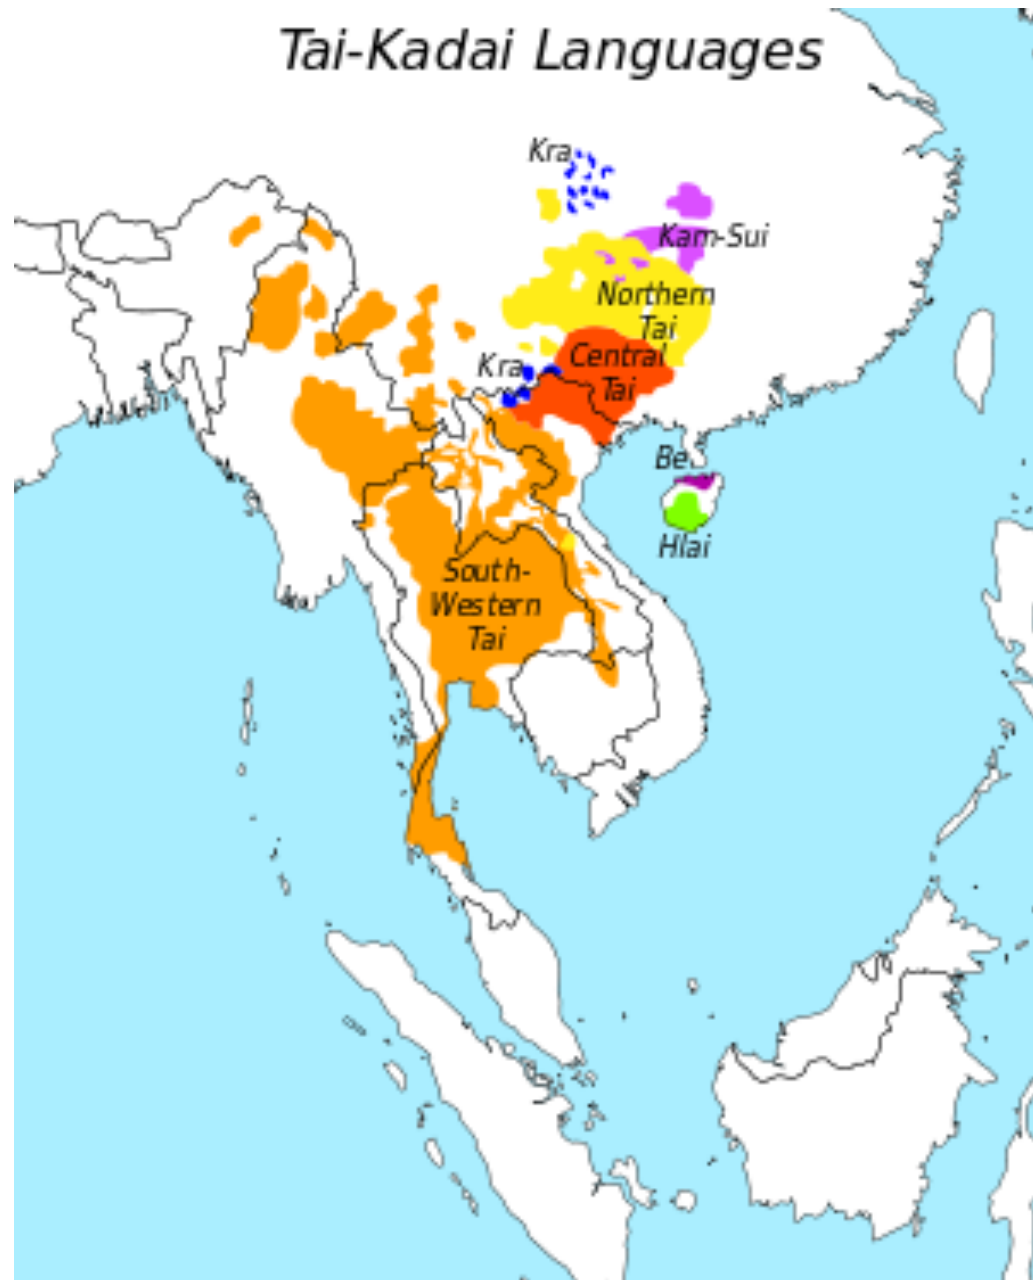 Tai-Kadai Languages
Kra
Kam-Sui
Northern
Tai
Central
Tai
Kra
Be
Hlai
South-
Western
Tai